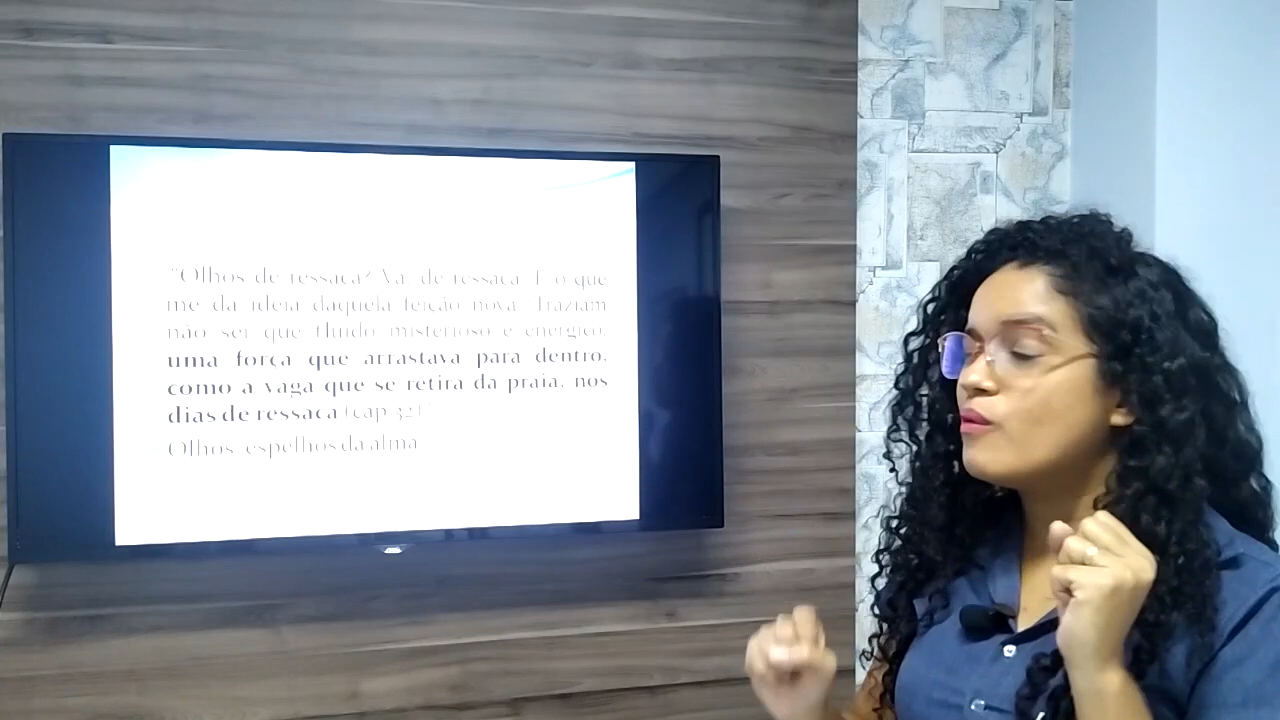 "Olhos de ressaca? Vá, de ressaca. É o que
me dá ideia daquela feição nova. Traziam
não sei que fluido misterioso e energico,
uma força que arrastava para dentro,
como a vaga que se retira da praia, nos
dias de ressaca (cap 32)
Olhos, espelhos da alma